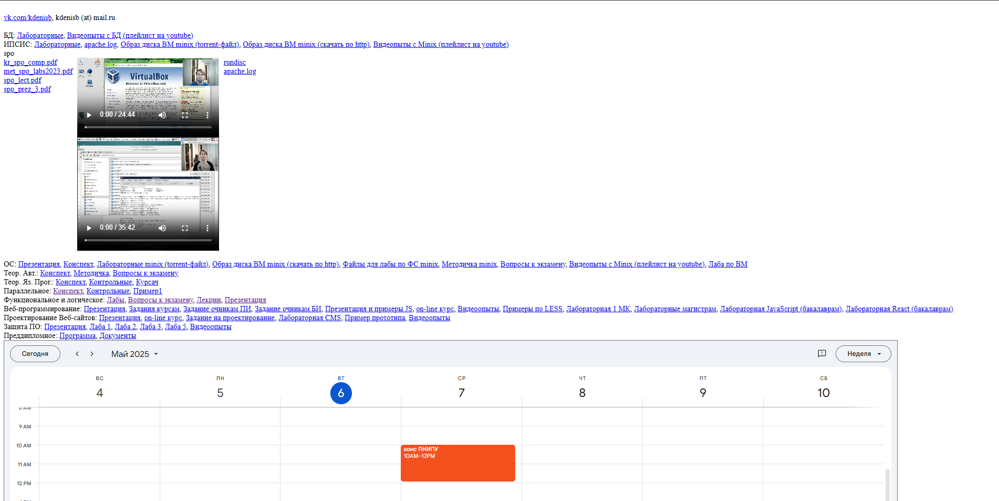 vk.com/kdenisb, kdenisb (at) mail.ru
БД: Лабораторные, Видеопыты с БД (плейлист на youtube)
ИПСИС: Лабораторные, apache.log, Образ диска ВМ minix (torrent-файл), Образ диска ВМ minix (скачать по http), Видеопыты с Minix (плейлист на youtube)
spo
kr_spo_comp.pdf
met_spo_labs2023.pdf
spo_lect.pdf
spo_prez_3.pdf
VirtualBox
Welcome to VirtualBox.org!
0:00 / 24:44
0:00 / 35:42
rundisc
apache.log
ОС: Презентация, Конспект, Лабораторные minix (torrent-файл), Образ диска ВМ minix (скачать по http), Файлы для лабы по ФС minix, Методичка minix, Вопросы к экзамену, Видеопыты с Minix (плейлист на youtube), Лаба по ВМ
Теор. Авт.: Конспект, Методичка, Вопросы к экзамену
Теор. Яз. Прог.: Конспект, Контрольные, Курсач
Параллельное: Конспект, Контрольные, Пример1
Функциональное и логическое: Лабы, Вопросы к экзамену, Лекции, Презентация
Веб-программирование: Презентация, Задания курсам, Задание очникам ПИ, Задание очникам БИ, Презентация и примеры JS, on-line курс, Видеоопыты, Примеры по LESS, Лабораторная 1 МК, Лабораторные магистрам, Лабораторная JavaScript (бакалаврам), Лабораторная React (бакалаврам)
Проектирование Веб-сайтов: Презентация, on-line курс, Задание на проектирование, Лабораторная CMS, Пример прототипа, Видеоопыты
Защита ПО: Презентация, Лаба 1, Лаба 2, Лаба 3, Лаба 5, Видеоопыты
Преддипломное: Программа, Документы
Сегодня Май 2025 Неделя
ВС ПН ВТ СР ЧТ ПТ СБ
4 5 6 7 8 9 10
8 AM
9 AM
10 AM
конс ПНИПУ
10AM–12PM
11 AM
12 PM